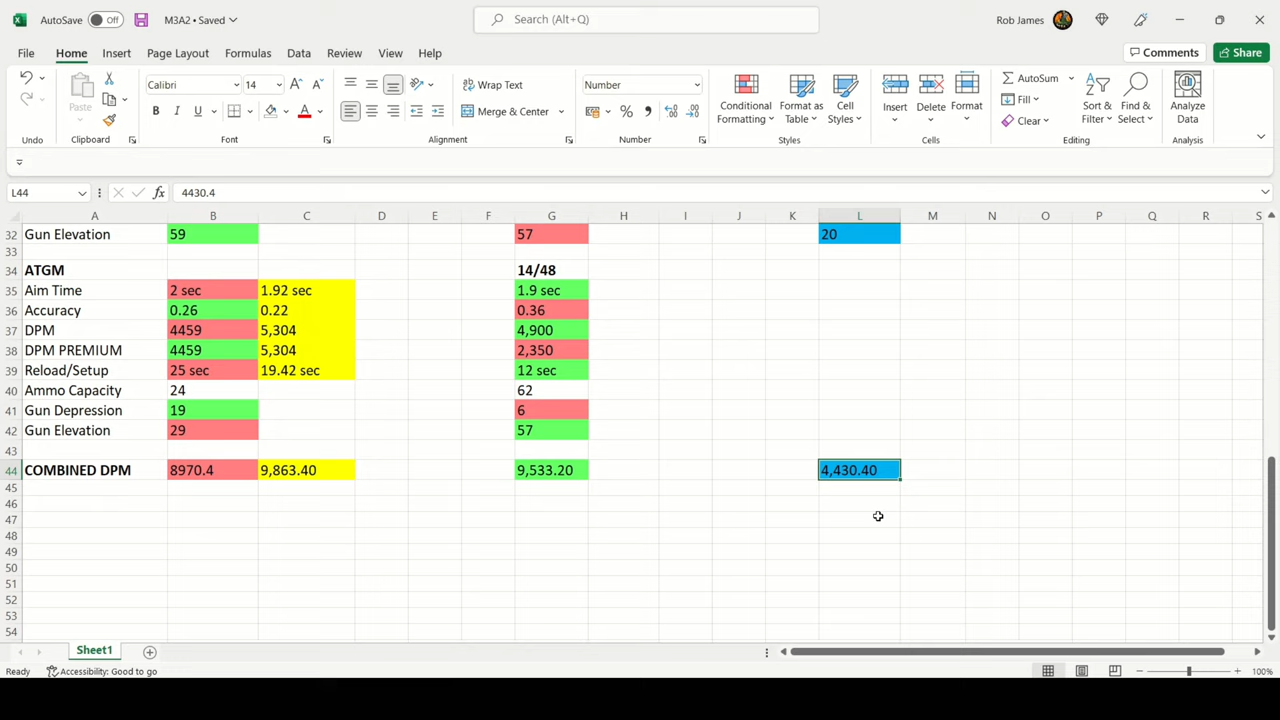 AutoSave Off M3A2 • Saved Search (Alt+Q) Rob James
File Home Insert Page Layout Formulas Data Review View Help Comments Share
Calibri 14 Wrap Text Number AutoSum
Paste B I U Merge & Center Conditional Formatting Format as Table Cell Styles Insert Delete Format Fill Clear Sort & Filter Find & Select Analyze Data
Undo Clipboard Font Alignment Number Styles Cells Editing Analysis
L44 fx 4430.4
A B C D E F G H I J K L M N O P Q R S
32 Gun Elevation 59 57 20
33
34 ATGM 14/48
35 Aim Time 2 sec 1.92 sec 1.9 sec
36 Accuracy 0.26 0.22 0.36
37 DPM 4459 5,304 4,900
38 DPM PREMIUM 4459 5,304 2,350
39 Reload/Setup 25 sec 19.42 sec 12 sec
40 Ammo Capacity 24 62
41 Gun Depression 19 6
42 Gun Elevation 29 57
43
44 COMBINED DPM 8970.4 9,863.40 9,533.20 4,430.40
45
46
47
48
49
50
51
52
53
54
Sheet1
Ready Accessibility: Good to go 100%